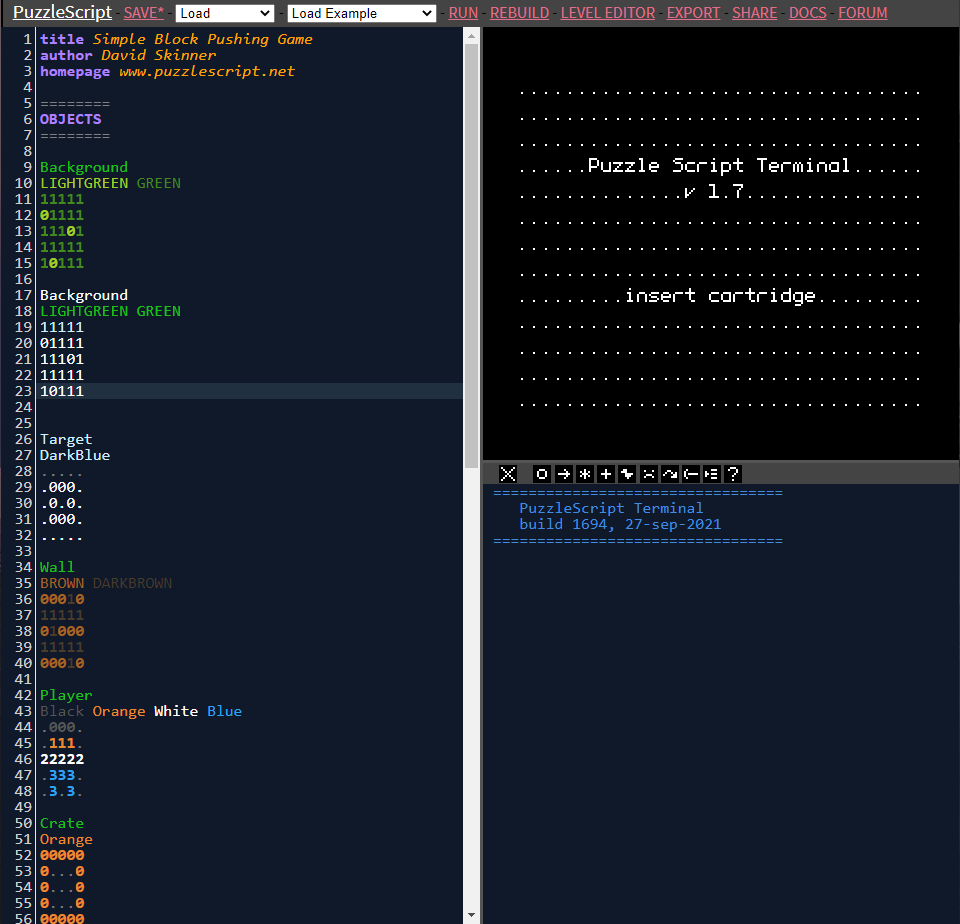 PuzzleScript - SAVE* - Load - Load Example - RUN - REBUILD - LEVEL EDITOR - EXPORT - SHARE - DOCS - FORUM
1 title Simple Block Pushing Game
2 author David Skinner
3 homepage www.puzzlescript.net
4
5 ========
6 OBJECTS
7 ========
8
9 Background
10 LIGHTGREEN GREEN
11 11111
12 01111
13 11101
14 11111
15 10111
16
17 Background
18 LIGHTGREEN GREEN
19 11111
20 01111
21 11101
22 11111
23 10111
24
25
26 Target
27 DarkBlue
28 .....
29 .000.
30 .0.0.
31 .000.
32 .....
33
34 Wall
35 BROWN DARKBROWN
36 00010
37 11111
38 01000
39 11111
40 00010
41
42 Player
43 Black Orange White Blue
44 .000.
45 .111.
46 22222
47 .333.
48 .3.3.
49
50 Crate
51 Orange
52 00000
53 0...0
54 0...0
55 0...0
56 00000
..................................
..................................
..................................
......Puzzle Script Terminal......
..............v 1.7...............
..................................
..................................
..................................
.........insert cartridge.........
..................................
..................................
..................................
..................................
=================================
PuzzleScript Terminal
build 1694, 27-sep-2021
=================================